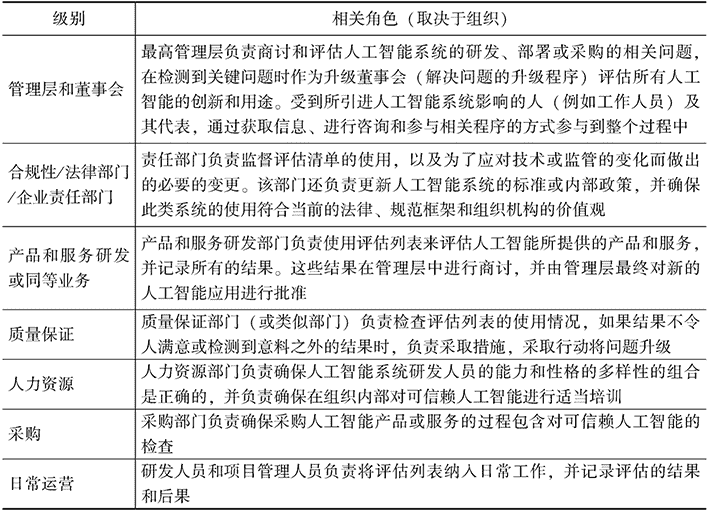 级别
相关角色（取决于组织）
管理层和董事会
最高管理层负责商讨和评估人工智能系统的研发、部署或采购的相关问题，
在检测到关键问题时作为升级董事会（解决问题的升级程序）评估所有人工
智能的创新和用途。受到所引进人工智能系统影响的人（例如工作人员）及
其代表，通过获取信息、进行咨询和参与相关程序的方式参与到整个过程中
合规性/法律部门
/企业责任部门
责任部门负责监督评估清单的使用，以及为了应对技术或监管的变化而做出
的必要的变更。该部门还负责更新人工智能系统的标准或内部政策，并确保
此类系统的使用符合当前的法律、规范框架和组织机构的价值观
产品和服务研发
或同等业务
产品和服务研发部门负责使用评估列表来评估人工智能所提供的产品和服务，
并记录所有的结果。这些结果在管理层中进行商讨，并由管理层最终对新的
人工智能应用进行批准
质量保证
质量保证部门（或类似部门）负责检查评估列表的使用情况，如果结果不令
人满意或检测到意料之外的结果时，负责采取措施，采取行动将问题升级
人力资源
人力资源部门负责确保人工智能系统研发人员的能力和性格的多样性的组合
是正确的，并负责确保在组织内部对可信赖人工智能进行适当培训
采购
采购部门负责确保采购人工智能产品或服务的过程包含对可信赖人工智能的
检查
日常运营
研发人员和项目管理人员负责将评估列表纳入日常工作，并记录评估的结果
和后果